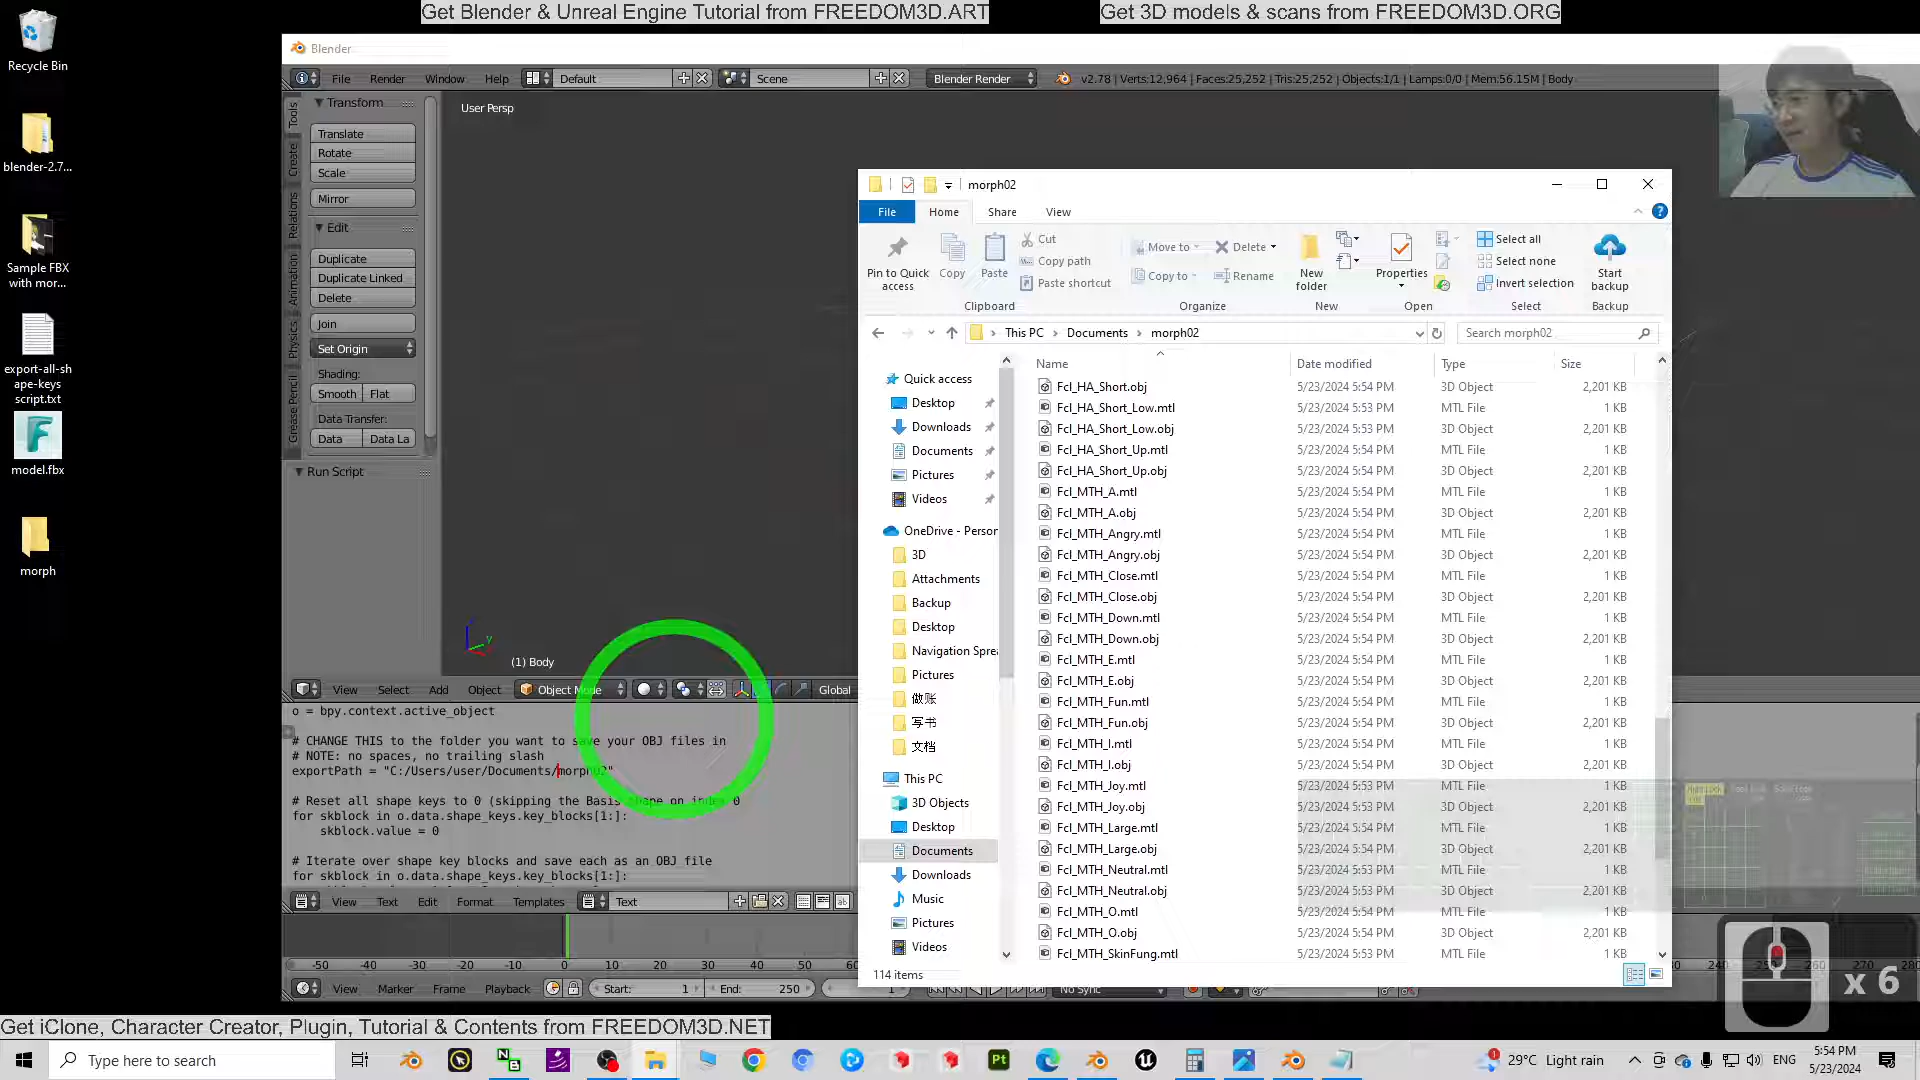 Get Blender & Unreal Engine Tutorial from FREEDOM3D.ART
Get 3D models & scans from FREEDOM3D.ORG
Recycle Bin
blender-2.7...
Sample FBX
with mor...
export-all-sh
ape-keys
script.txt
model.fbx
morph
Blender
File Render Window Help Default Scene Blender Render v2.78 | Verts:12,964 | Faces:25,252 | Tris:25,252 | Objects:1/1 | Lamps:0/0 | Mem:56.15M | Body
Tools
Create
Relations
Animation
Physics
Grease Pencil
Transform
Translate
Rotate
Scale
Mirror
Edit
Duplicate
Duplicate Linked
Delete
Join
Set Origin
Shading:
Smooth Flat
Data Transfer:
Data Data La
Run Script
User Persp
(1) Body
View Select Add Object Object Mode Global
o = bpy.context.active_object
# CHANGE THIS to the folder you want to save your OBJ files in
# NOTE: no spaces, no trailing slash
exportPath = "C:/Users/user/Documents/morph02"
# Reset all shape keys to 0 (skipping the Basis shape on index 0
for skblock in o.data.shape_keys.key_blocks[1:]:
skblock.value = 0
# Iterate over shape key blocks and save each as an OBJ file
for skblock in o.data.shape_keys.key_blocks[1:]:
View Text Edit Format Templates Text
-50 -40 -30 -20 -10 0 10 20 30 40 50
View Marker Frame Playback Start: 1 End: 250 1 No Sync
morph02
File Home Share View
Pin to Quick
access
Copy
Paste
Cut
Copy path
Paste shortcut
Clipboard
Move to
Copy to
Delete
Rename
Organize
New
folder
New
Properties
Open
Select all
Select none
Invert selection
Select
Start
backup
Backup
This PC > Documents > morph02
Search morph02
Quick access
Desktop
Downloads
Documents
Pictures
Videos
OneDrive - Person
3D
Attachments
Backup
Desktop
Navigation Sprea
Pictures
做账
写书
文档
This PC
3D Objects
Desktop
Documents
Downloads
Music
Pictures
Videos
Name Date modified Type Size
Fcl_HA_Short.obj 5/23/2024 5:54 PM 3D Object 2,201 KB
Fcl_HA_Short_Low.mtl 5/23/2024 5:53 PM MTL File 1 KB
Fcl_HA_Short_Low.obj 5/23/2024 5:53 PM 3D Object 2,201 KB
Fcl_HA_Short_Up.mtl 5/23/2024 5:54 PM MTL File 1 KB
Fcl_HA_Short_Up.obj 5/23/2024 5:54 PM 3D Object 2,201 KB
Fcl_MTH_A.mtl 5/23/2024 5:54 PM MTL File 1 KB
Fcl_MTH_A.obj 5/23/2024 5:54 PM 3D Object 2,201 KB
Fcl_MTH_Angry.mtl 5/23/2024 5:54 PM MTL File 1 KB
Fcl_MTH_Angry.obj 5/23/2024 5:54 PM 3D Object 2,201 KB
Fcl_MTH_Close.mtl 5/23/2024 5:54 PM MTL File 1 KB
Fcl_MTH_Close.obj 5/23/2024 5:54 PM 3D Object 2,201 KB
Fcl_MTH_Down.mtl 5/23/2024 5:54 PM MTL File 1 KB
Fcl_MTH_Down.obj 5/23/2024 5:54 PM 3D Object 2,201 KB
Fcl_MTH_E.mtl 5/23/2024 5:54 PM MTL File 1 KB
Fcl_MTH_E.obj 5/23/2024 5:54 PM 3D Object 2,201 KB
Fcl_MTH_Fun.mtl 5/23/2024 5:54 PM MTL File 1 KB
Fcl_MTH_Fun.obj 5/23/2024 5:54 PM 3D Object 2,201 KB
Fcl_MTH_I.mtl 5/23/2024 5:54 PM MTL File 1 KB
Fcl_MTH_I.obj 5/23/2024 5:54 PM 3D Object 2,201 KB
Fcl_MTH_Joy.mtl 5/23/2024 5:53 PM MTL File 1 KB
Fcl_MTH_Joy.obj 5/23/2024 5:53 PM 3D Object 2,201 KB
Fcl_MTH_Large.mtl 5/23/2024 5:53 PM MTL File 1 KB
Fcl_MTH_Large.obj 5/23/2024 5:53 PM 3D Object 2,201 KB
Fcl_MTH_Neutral.mtl 5/23/2024 5:54 PM MTL File 1 KB
Fcl_MTH_Neutral.obj 5/23/2024 5:54 PM 3D Object 2,201 KB
Fcl_MTH_O.mtl 5/23/2024 5:54 PM MTL File 1 KB
Fcl_MTH_O.obj 5/23/2024 5:54 PM 3D Object 2,201 KB
Fcl_MTH_SkinFung.mtl 5/23/2024 5:53 PM MTL File 1 KB
114 items
x 6
Get iClone, Character Creator, Plugin, Tutorial & Contents from FREEDOM3D.NET
Type here to search
29°C Light rain
ENG
5:54 PM
5/23/2024